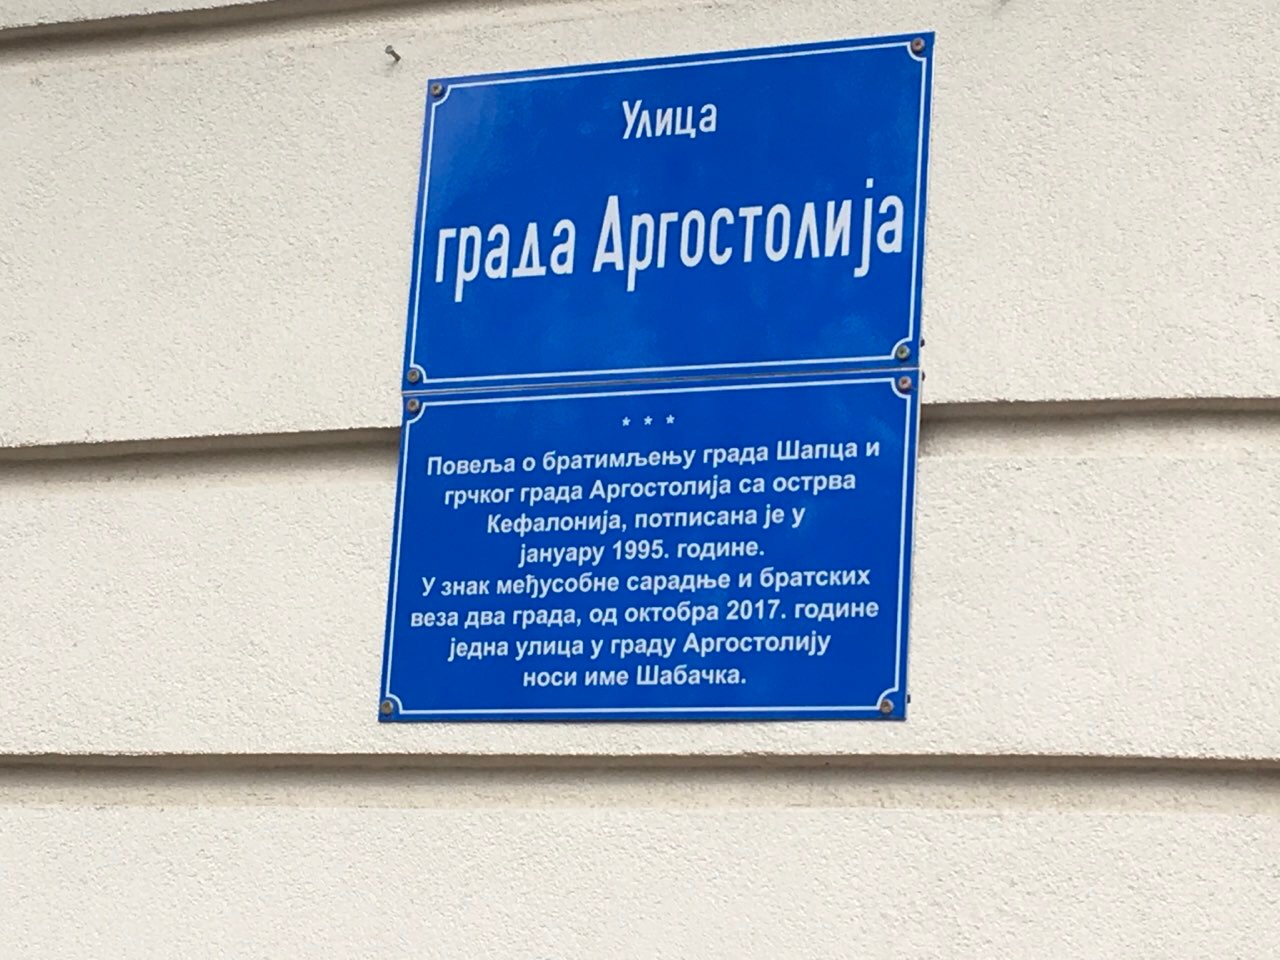 Улица
града Аргостолија
* * *
Повеља о братимљењу града Шапца и
грчког града Аргостолија са острва
Кефалонија, потписана је у
јануару 1995. године.
У знак међусобне сарадње и братских
веза два града, од октобра 2017. године
једна улица у граду Аргостолију
носи име Шабачка.